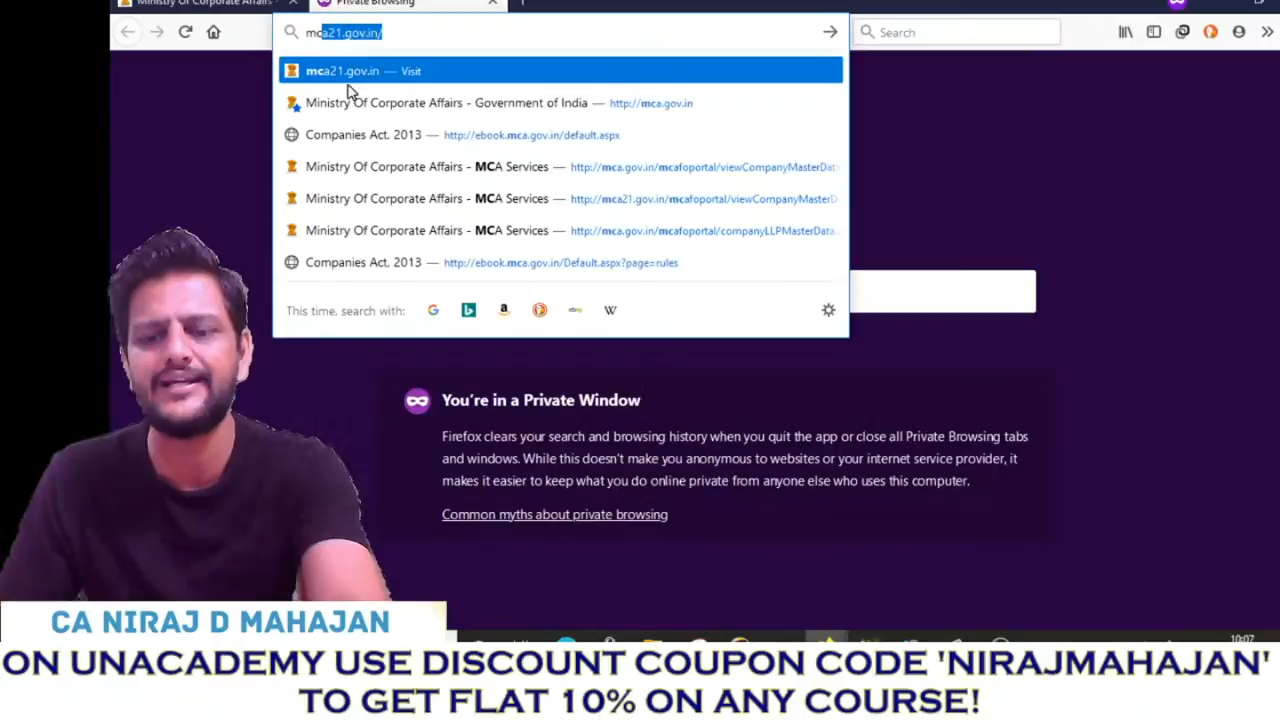 Ministry Of Corporate Affairs -
Private Browsing
mca21.gov.in/
Search
mca21.gov.in — Visit
Ministry Of Corporate Affairs - Government of India — http://mca.gov.in
Companies Act, 2013 — http://ebook.mca.gov.in/default.aspx
Ministry Of Corporate Affairs - MCA Services — http://mca.gov.in/mcafoportal/viewCompanyMasterData
Ministry Of Corporate Affairs - MCA Services — http://mca21.gov.in/mcafoportal/viewCompanyMasterD
Ministry Of Corporate Affairs - MCA Services — http://mca.gov.in/mcafoportal/companyLLPMasterData.
Companies Act, 2013 — http://ebook.mca.gov.in/Default.aspx?page=rules
This time, search with:
You're in a Private Window
Firefox clears your search and browsing history when you quit the app or close all Private Browsing tabs
and windows. While this doesn't make you anonymous to websites or your internet service provider, it
makes it easier to keep what you do online private from anyone else who uses this computer.
Common myths about private browsing
10:07
CA NIRAJ D MAHAJAN
ON UNACADEMY USE DISCOUNT COUPON CODE 'NIRAJMAHAJAN'
TO GET FLAT 10% ON ANY COURSE!